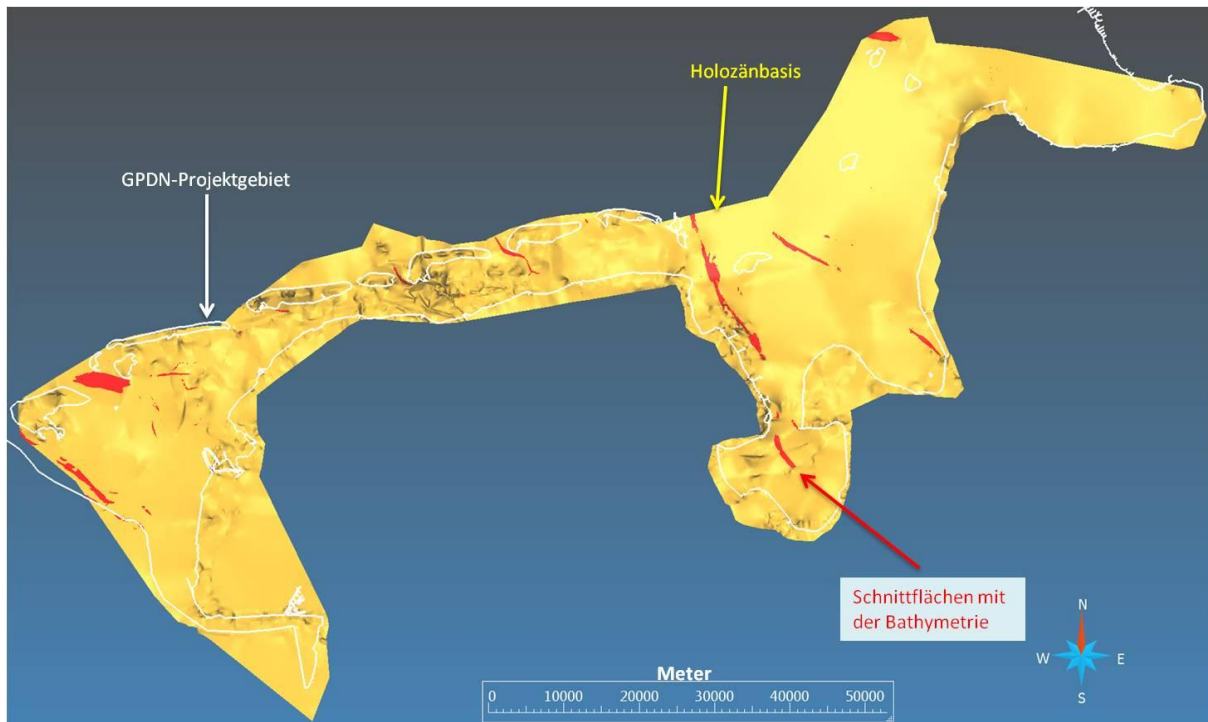 Holozänbasis
GPDN-Projektgebiet
Schnittflächen mit
der Bathymetrie
N
W E
S
Meter
0 10000 20000 30000 40000 50000